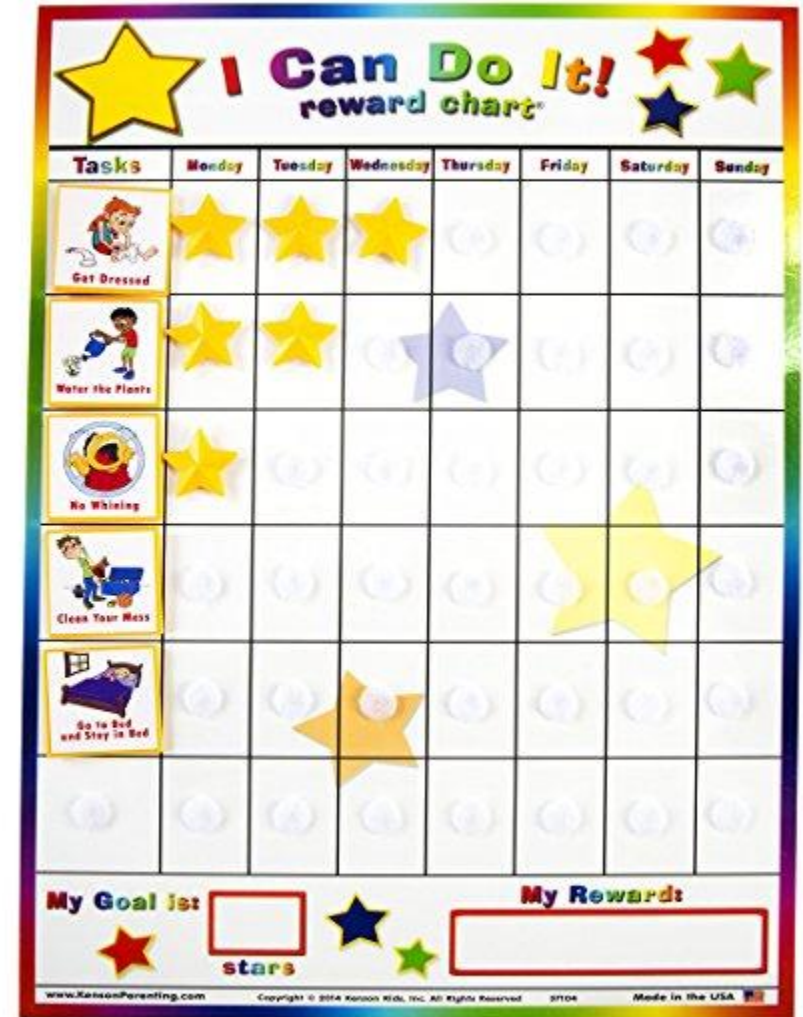 I Can Do It!
reward chart®
Tasks Monday Tuesday Wednesday Thursday Friday Saturday Sunday
Get Dressed
Water the Plants
No Whining
Clean Your Mess
Go to Bed
and Stay in Bed
My Goal is:
stars
My Reward:
www.KensonParenting.com Copyright © 2014 Kenson Kids, Inc. All Rights Reserved 37104 Made in the USA